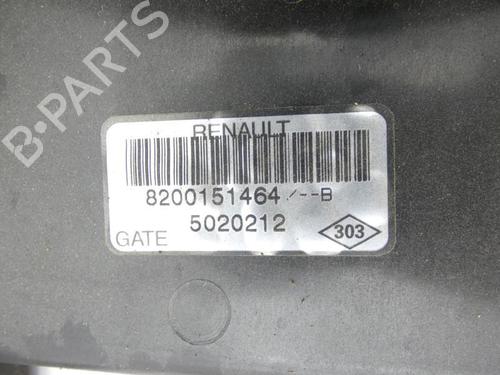 B-PARTS
RENAULT
8200151464/--B
5020212
GATE
303